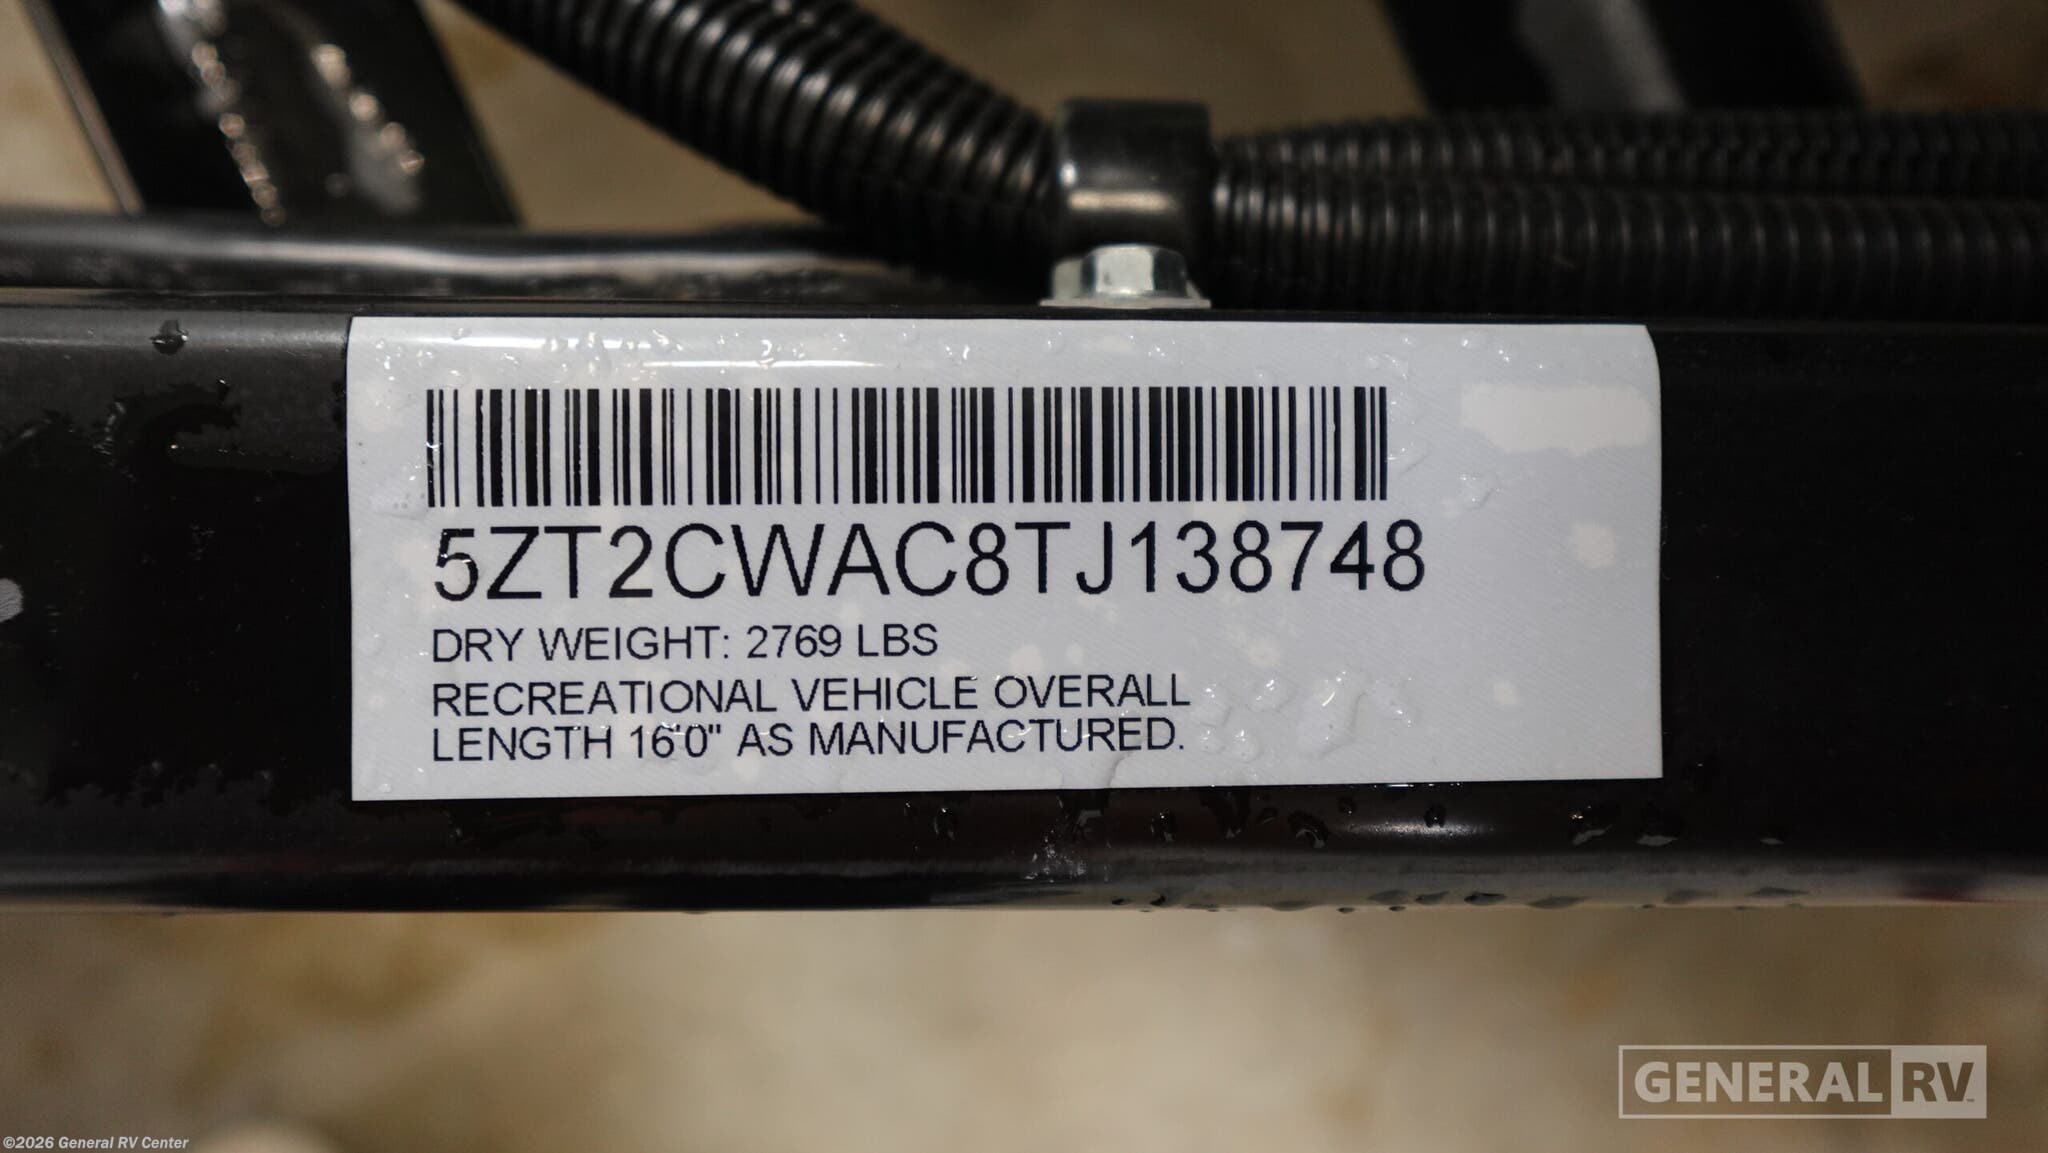 5ZT2CWAC8TJ138748
DRY WEIGHT: 2769 LBS
RECREATIONAL VEHICLE OVERALL
LENGTH 16'0" AS MANUFACTURED.
GENERAL RV
©2026 General RV Center